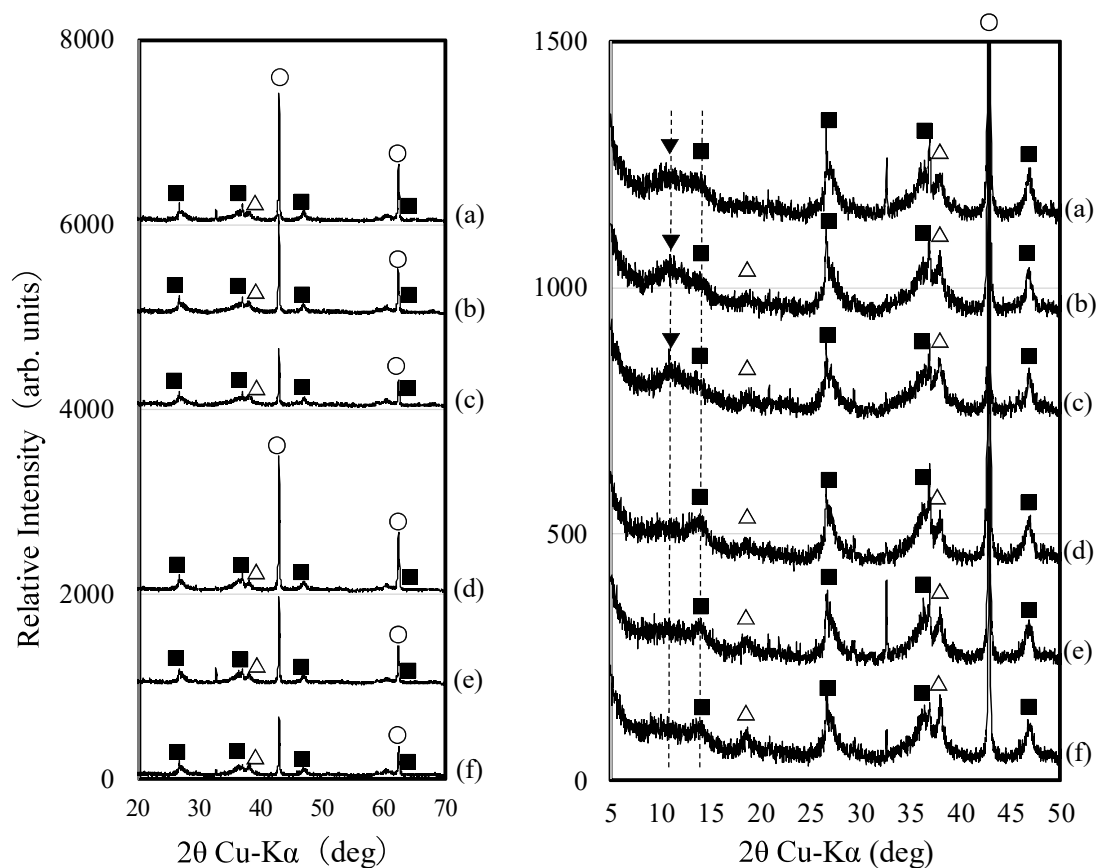 8000
6000
4000
2000
0
Relative Intensity (arb. units)
(a)
(b)
(c)
(d)
(e)
(f)
20 30 40 50 60 70
2θ Cu-Kα (deg)
1500
1000
500
0
(a)
(b)
(c)
(d)
(e)
(f)
5 10 15 20 25 30 35 40 45 50
2θ Cu-Kα (deg)